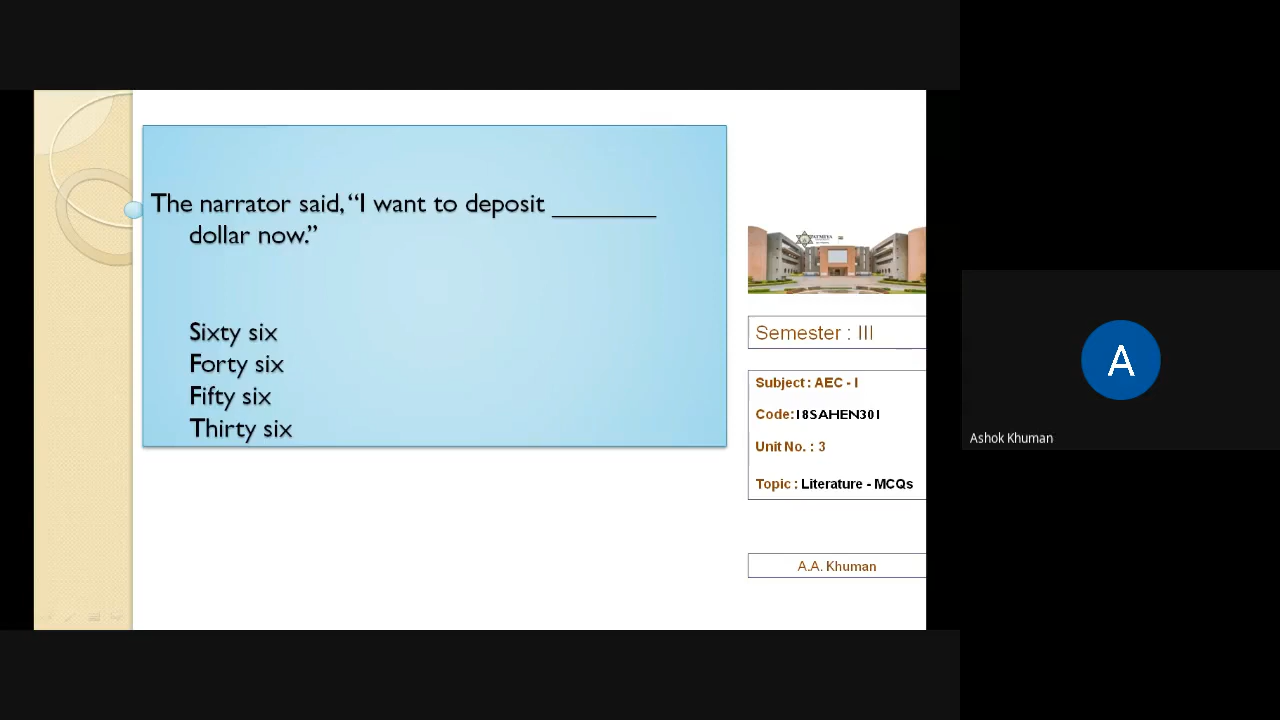 The narrator said, “I want to deposit ________
dollar now.”
Sixty six
Forty six
Fifty six
Thirty six
Semester : III
Subject : AEC - I
Code:18SAHEN301
Unit No. : 3
Topic : Literature - MCQs
A.A. Khuman
A
Ashok Khuman